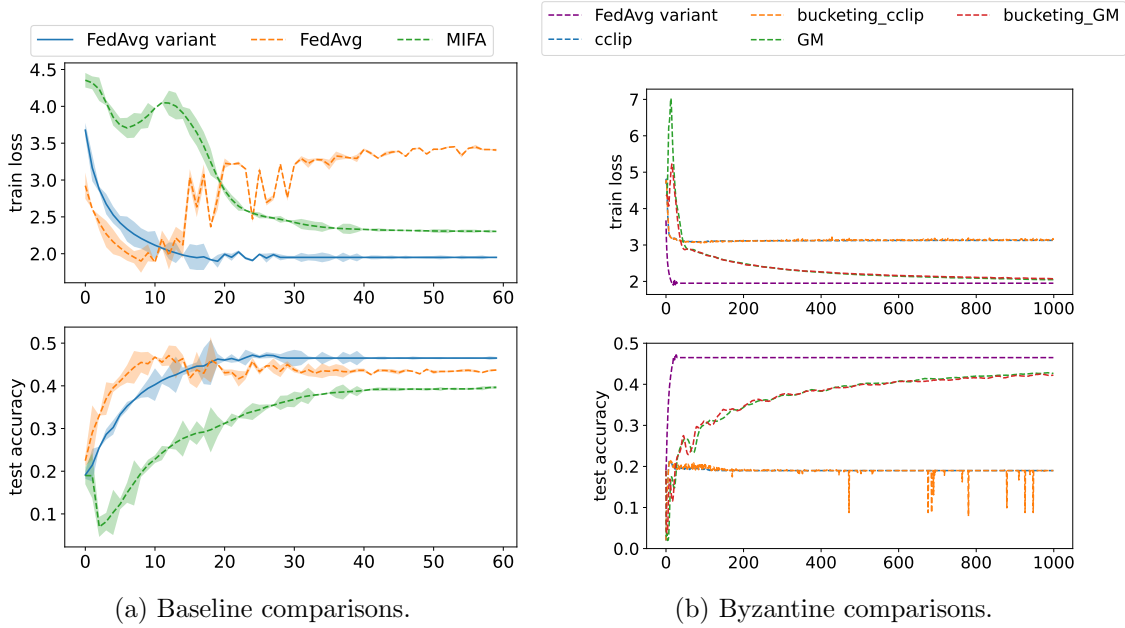 FedAvg variant FedAvg MIFA
4.5
4.0
3.5
3.0
2.5
2.0
train loss
0 10 20 30 40 50 60
0.5
0.4
0.3
0.2
0.1
test accuracy
0 10 20 30 40 50 60
(a) Baseline comparisons.
FedAvg variant bucketing_cclip bucketing_GM
cclip GM
7
6
5
4
3
2
train loss
0 200 400 600 800 1000
0.5
0.4
0.3
0.2
0.1
0.0
test accuracy
0 200 400 600 800 1000
(b) Byzantine comparisons.